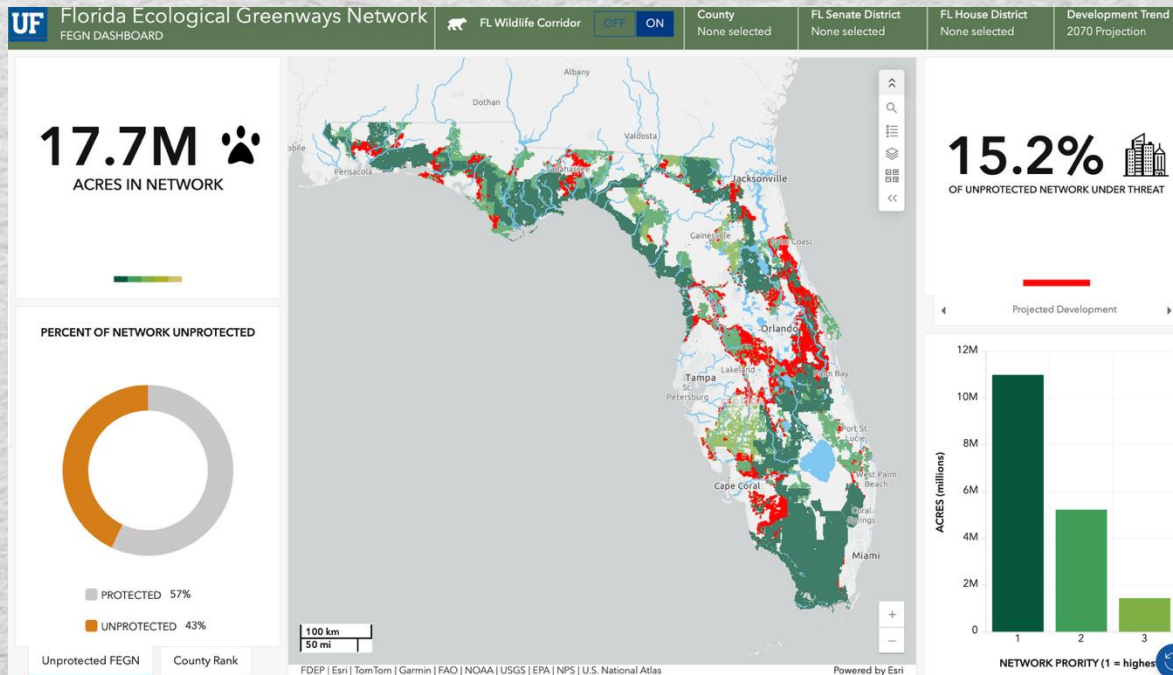 UF
Florida Ecological Greenways Network
FEGN DASHBOARD
FL Wildlife Corridor
OFF
ON
County
None selected
FL Senate District
None selected
FL House District
None selected
Development Trend
2070 Projection
17.7M
ACRES IN NETWORK
PERCENT OF NETWORK UNPROTECTED
PROTECTED 57%
UNPROTECTED 43%
Unprotected FEGN
County Rank
Albany
Dothan
Valdosta
Pensacola
Jacksonville
Gainesville
Coast
Orlando
Lakeland
Tampa
St.
Petersburg
Bay
Port St
Lucie
West Palm
Beach
Cape Coral
Coral
Springs
Miami
100 km
50 mi
+
−
FDEP | Esri | TomTom | Garmin | FAO | NOAA | USGS | EPA | NPS | U.S. National Atlas
Powered by Esri
15.2%
OF UNPROTECTED NETWORK UNDER THREAT
Projected Development
12M
10M
8M
6M
4M
2M
0
ACRES (millions)
1
2
3
NETWORK PRORITY (1 = highes